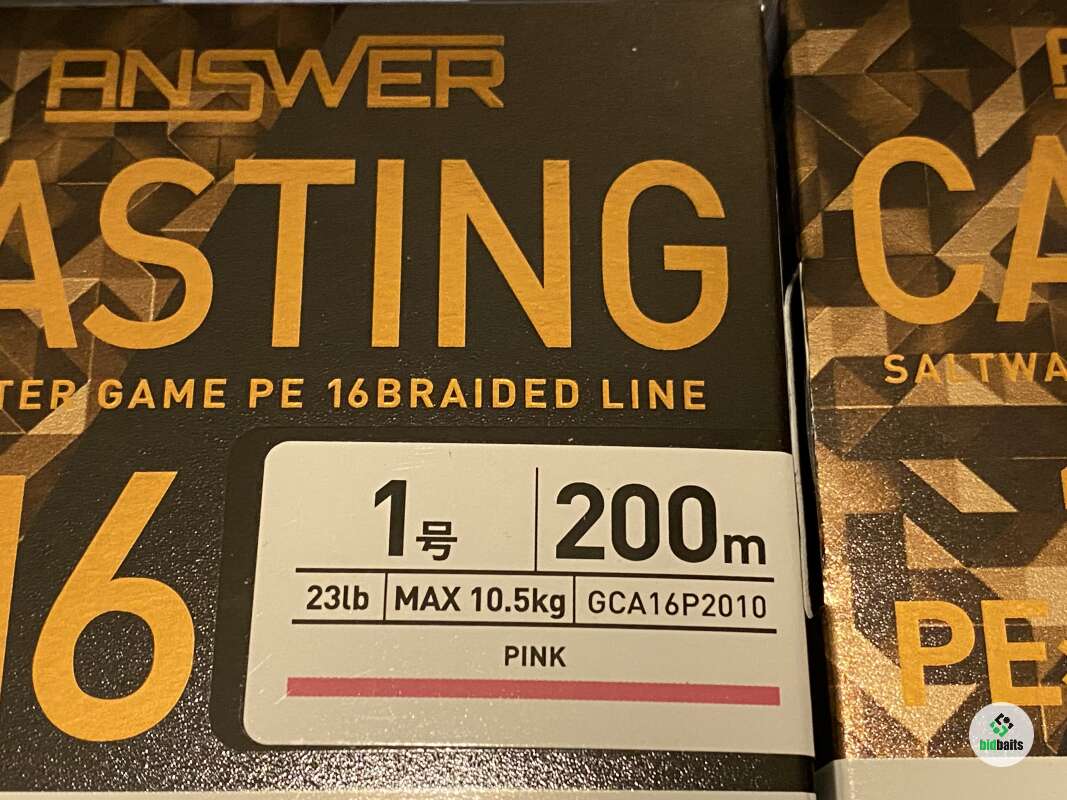 ANSWER
ASTING
TER GAME PE 16BRAIDED LINE
16
1号
200m
23lb
MAX 10.5kg
GCA16P2010
PINK
CA
SALTWA
PE
bidbaits